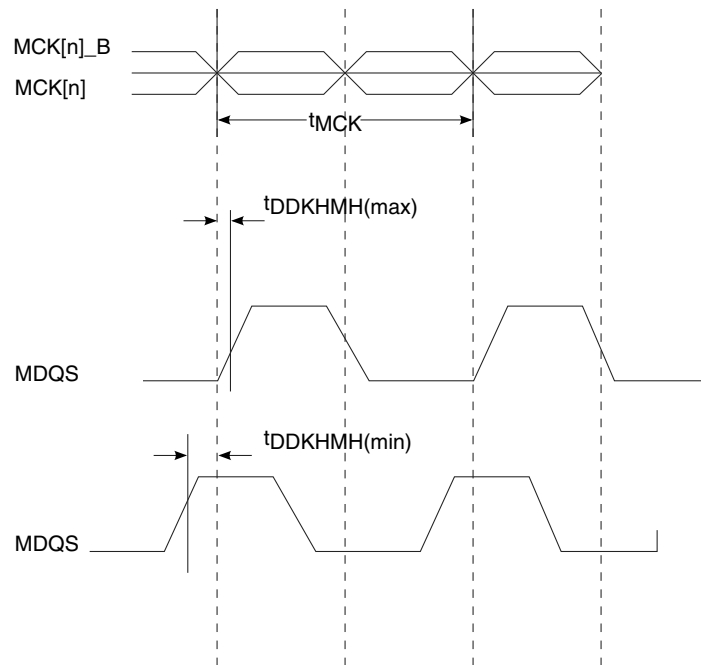 MCK[n]_B
MCK[n]
tMCK
tDDKHMH(max)
MDQS
tDDKHMH(min)
MDQS